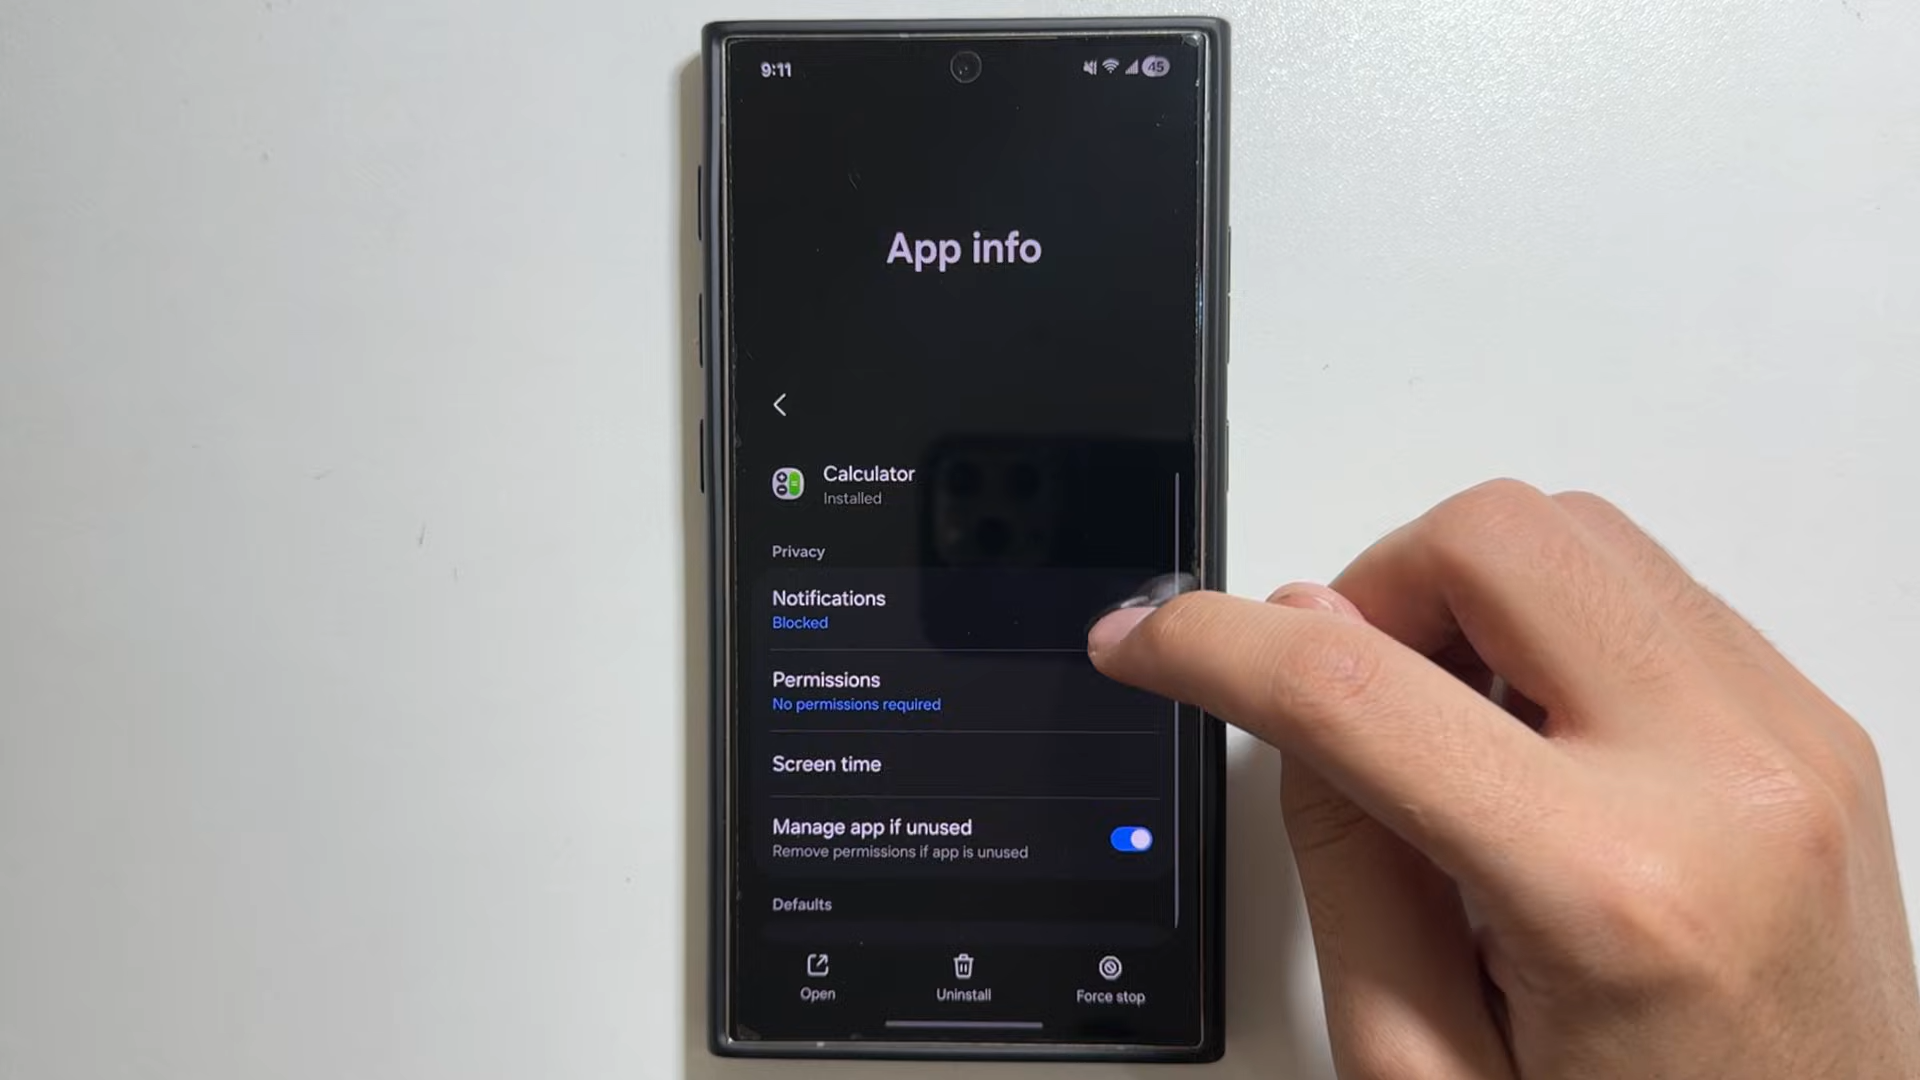 9:11
45
App info
Calculator
Installed
Privacy
Notifications
Blocked
Permissions
No permissions required
Screen time
Manage app if unused
Remove permissions if app is unused
Defaults
Open
Uninstall
Force stop